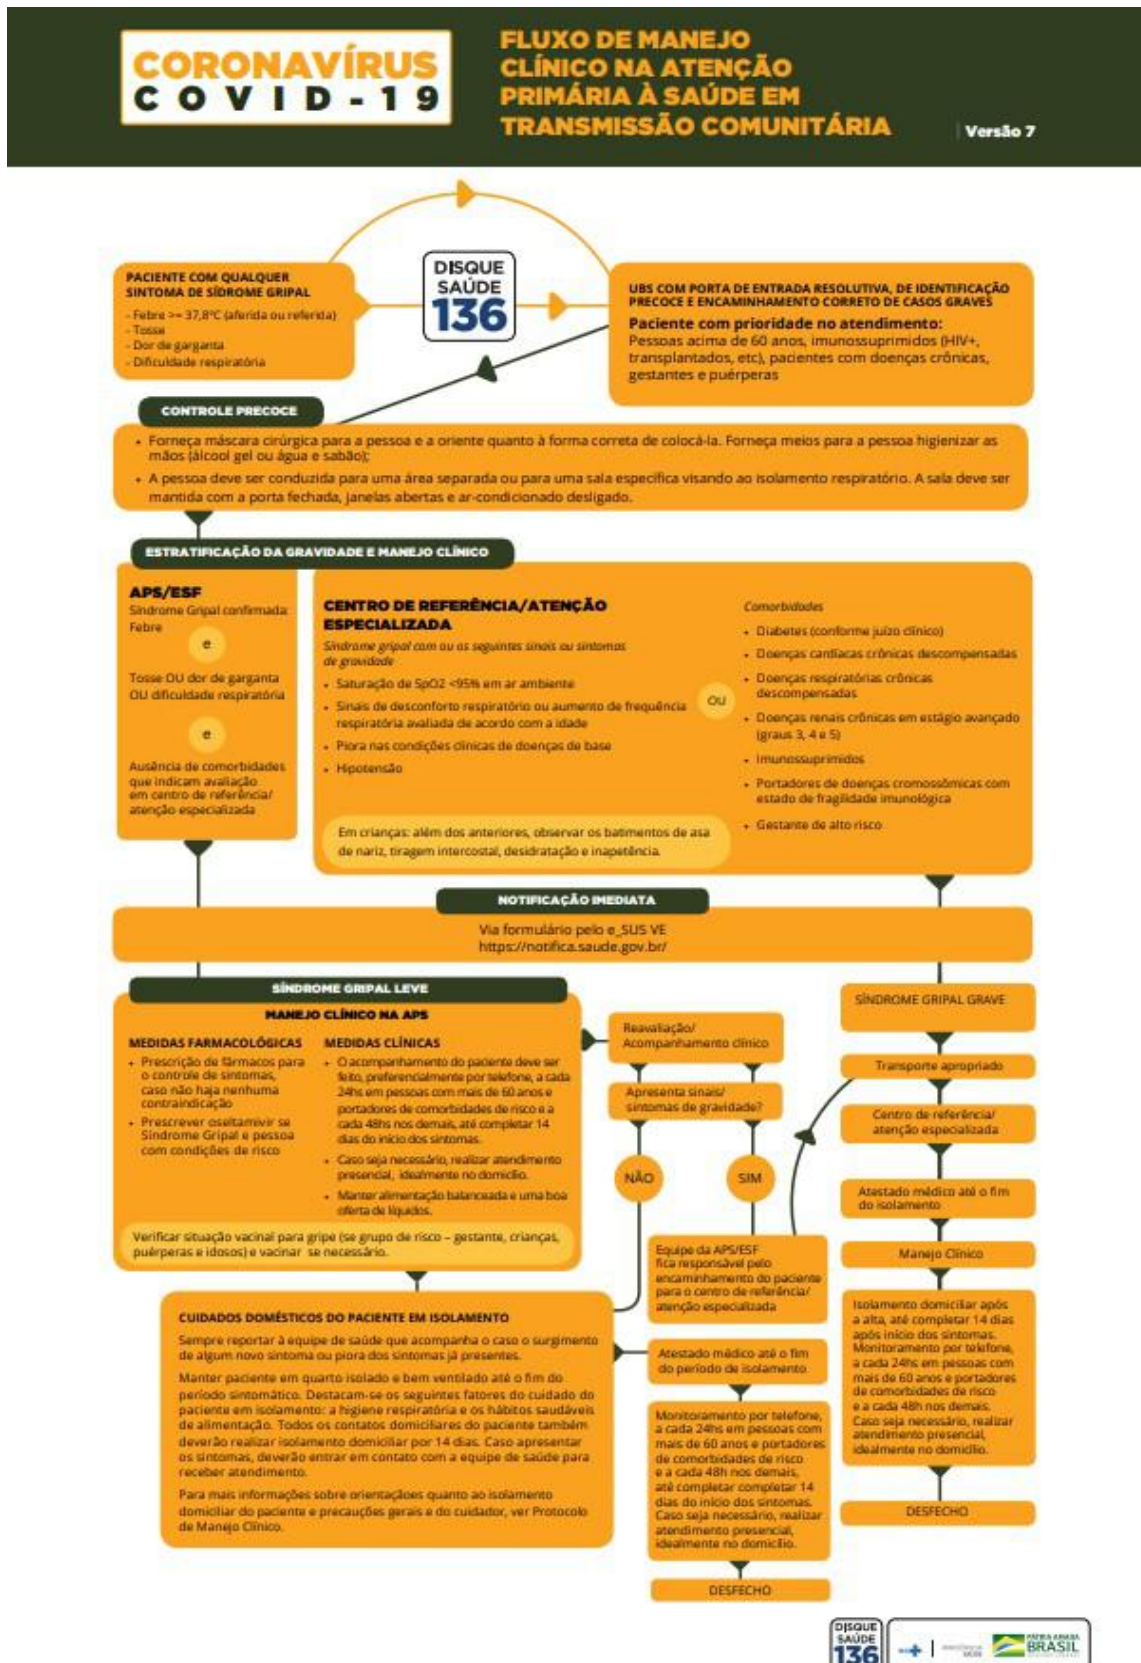 CORONAVÍRUS
COVID-19
FLUXO DE MANEJO
CLÍNICO NA ATENÇÃO
PRIMÁRIA À SAÚDE EM
TRANSMISSÃO COMUNITÁRIA
Versão 7
PACIENTE COM QUALQUER
SINTOMA DE SÍDROME GRIPAL
- Febre >= 37,8ºC (aferida ou referida)
- Tosse
- Dor de garganta
- Dificuldade respiratória
DISQUE
SAÚDE
136
UBS COM PORTA DE ENTRADA RESOLUTIVA, DE IDENTIFICAÇÃO
PRECOCE E ENCAMINHAMENTO CORRETO DE CASOS GRAVES
Paciente com prioridade no atendimento:
Pessoas acima de 60 anos, imunossuprimidos (HIV+,
transplantados, etc), pacientes com doenças crônicas,
gestantes e puérperas
CONTROLE PRECOCE
• Forneça máscara cirúrgica para a pessoa e a oriente quanto à forma correta de colocá-la. Forneça meios para a pessoa higienizar as
mãos (álcool gel ou água e sabão);
• A pessoa deve ser conduzida para uma área separada ou para uma sala específica visando ao isolamento respiratório. A sala deve ser
mantida com a porta fechada, janelas abertas e ar-condicionado desligado.
ESTRATIFICAÇÃO DA GRAVIDADE E MANEJO CLÍNICO
APS/ESF
Síndrome Gripal confirmada:
Febre
e
Tosse OU dor de garganta
OU dificuldade respiratória
e
Ausência de comorbidades
que indicam avaliação
em centro de referência/
atenção especializada
CENTRO DE REFERÊNCIA/ATENÇÃO
ESPECIALIZADA
Síndrome gripal com ou os seguintes sinais ou sintomas
de gravidade
• Saturação de SpO2 <95% em ar ambiente
• Sinais de desconforto respiratório ou aumento de frequência
respiratória avaliada de acordo com a idade
• Piora nas condições clínicas de doenças de base
• Hipotensão
Em crianças: além dos anteriores, observar os batimentos de asa
de nariz, tiragem intercostal, desidratação e inapetência.
OU
Comorbidades
• Diabetes (conforme juízo clínico)
• Doenças cardíacas crônicas descompensadas
• Doenças respiratórias crônicas
descompensadas
• Doenças renais crônicas em estágio avançado
(graus 3, 4 e 5)
• Imunossuprimidos
• Portadores de doenças cromossômicas com
estado de fragilidade imunológica
• Gestante de alto risco
NOTIFICAÇÃO IMEDIATA
Via formulário pelo e_SUS VE
https://notifica.saude.gov.br/
SÍNDROME GRIPAL LEVE
MANEJO CLÍNICO NA APS
MEDIDAS FARMACOLÓGICAS
• Prescrição de fármacos para
o controle de sintomas,
caso não haja nenhuma
contraindicação
• Prescrever oseltamivir se
Síndrome Gripal e pessoa
com condições de risco
MEDIDAS CLÍNICAS
• O acompanhamento do paciente deve ser
feito, preferencialmente por telefone, a cada
24hs em pessoas com mais de 60 anos e
portadores de comorbidades de risco e a
cada 48hs nos demais, até completar 14
dias do início dos sintomas.
• Caso seja necessário, realizar atendimento
presencial, idealmente no domicílio.
• Manter alimentação balanceada e uma boa
oferta de líquidos.
Verificar situação vacinal para gripe (se grupo de risco – gestante, crianças,
puérperas e idosos) e vacinar se necessário.
Reavaliação/
Acompanhamento clínico
Apresenta sinais/
sintomas de gravidade?
NÃO
SIM
Equipe da APS/ESF
fica responsável pelo
encaminhamento do paciente
para o centro de referência/
atenção especializada
SÍNDROME GRIPAL GRAVE
Transporte apropriado
Centro de referência/
atenção especializada
Atestado médico até o fim
do isolamento
Manejo Clínico
Isolamento domiciliar após
a alta, até completar 14 dias
após início dos sintomas.
Monitoramento por telefone,
a cada 24hs em pessoas com
mais de 60 anos e portadores
de comorbidades de risco
e a cada 48h nos demais.
Caso seja necessário, realizar
atendimento presencial,
idealmente no domicílio.
DESFECHO
CUIDADOS DOMÉSTICOS DO PACIENTE EM ISOLAMENTO
Sempre reportar à equipe de saúde que acompanha o caso o surgimento
de algum novo sintoma ou piora dos sintomas já presentes.
Manter paciente em quarto isolado e bem ventilado até o fim do
período sintomático. Destacam-se os seguintes fatores do cuidado do
paciente em isolamento: a higiene respiratória e os hábitos saudáveis
de alimentação. Todos os contatos domiciliares do paciente também
deverão realizar isolamento domiciliar por 14 dias. Caso apresentar
os sintomas, deverão entrar em contato com a equipe de saúde para
receber atendimento.
Para mais informações sobre orientaçãoes quanto ao isolamento
domiciliar do paciente e precauções gerais e do cuidador, ver Protocolo
de Manejo Clínico.
Atestado médico até o fim
do período de isolamento
Monitoramento por telefone,
a cada 24hs em pessoas com
mais de 60 anos e portadores
de comorbidades de risco
e a cada 48h nos demais,
até completar completar 14
dias do início dos sintomas.
Caso seja necessário, realizar
atendimento presencial,
idealmente no domicílio.
DESFECHO
DISQUE
SAÚDE
136
PÁTRIA AMADA
BRASIL